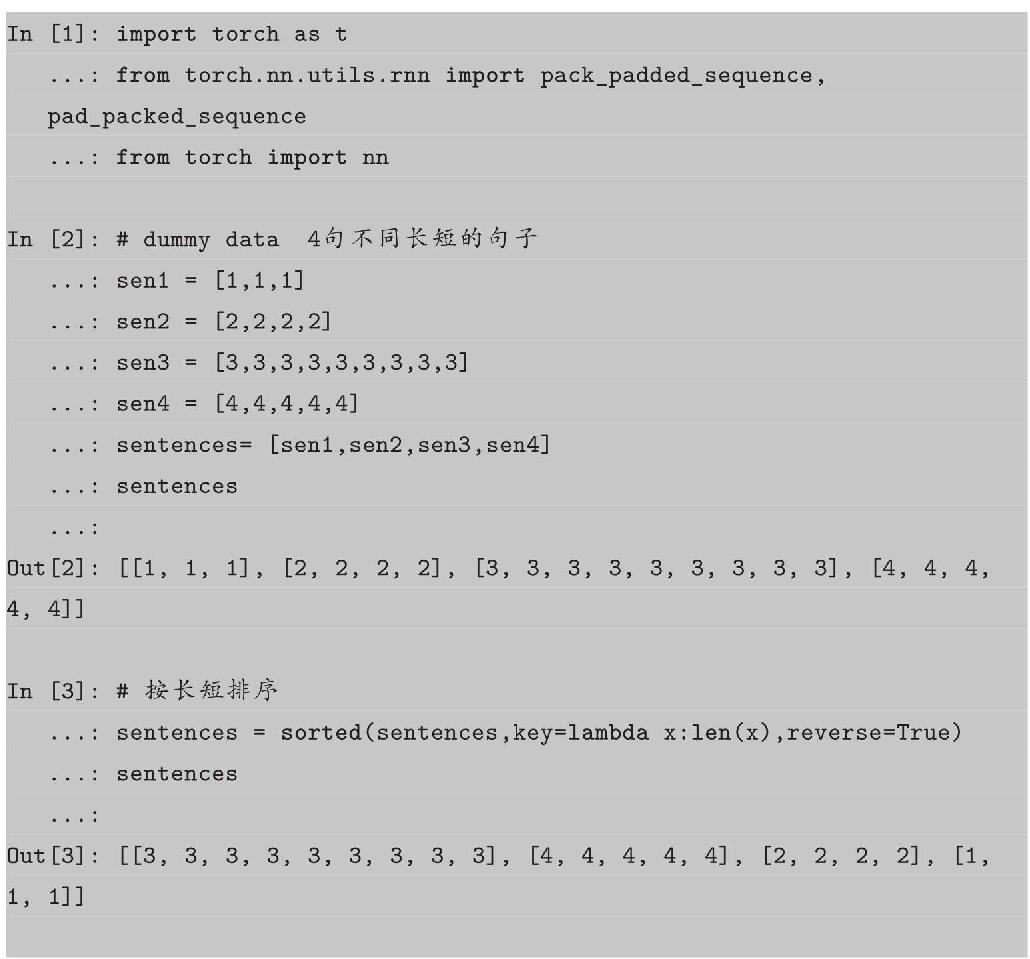 In [1]: import torch as t
...: from torch.nn.utils.rnn import pack_padded_sequence,
pad_packed_sequence
...: from torch import nn
In [2]: # dummy data 4句不同长短的句子
...: sen1 = [1,1,1]
...: sen2 = [2,2,2,2]
...: sen3 = [3,3,3,3,3,3,3,3,3]
...: sen4 = [4,4,4,4,4]
...: sentences= [sen1,sen2,sen3,sen4]
...: sentences
...:
Out[2]: [[1, 1, 1], [2, 2, 2, 2], [3, 3, 3, 3, 3, 3, 3, 3, 3], [4, 4, 4,
4, 4]]
In [3]: # 按长短排序
...: sentences = sorted(sentences,key=lambda x:len(x),reverse=True)
...: sentences
...:
Out[3]: [[3, 3, 3, 3, 3, 3, 3, 3, 3], [4, 4, 4, 4, 4], [2, 2, 2, 2], [1,
1, 1]]